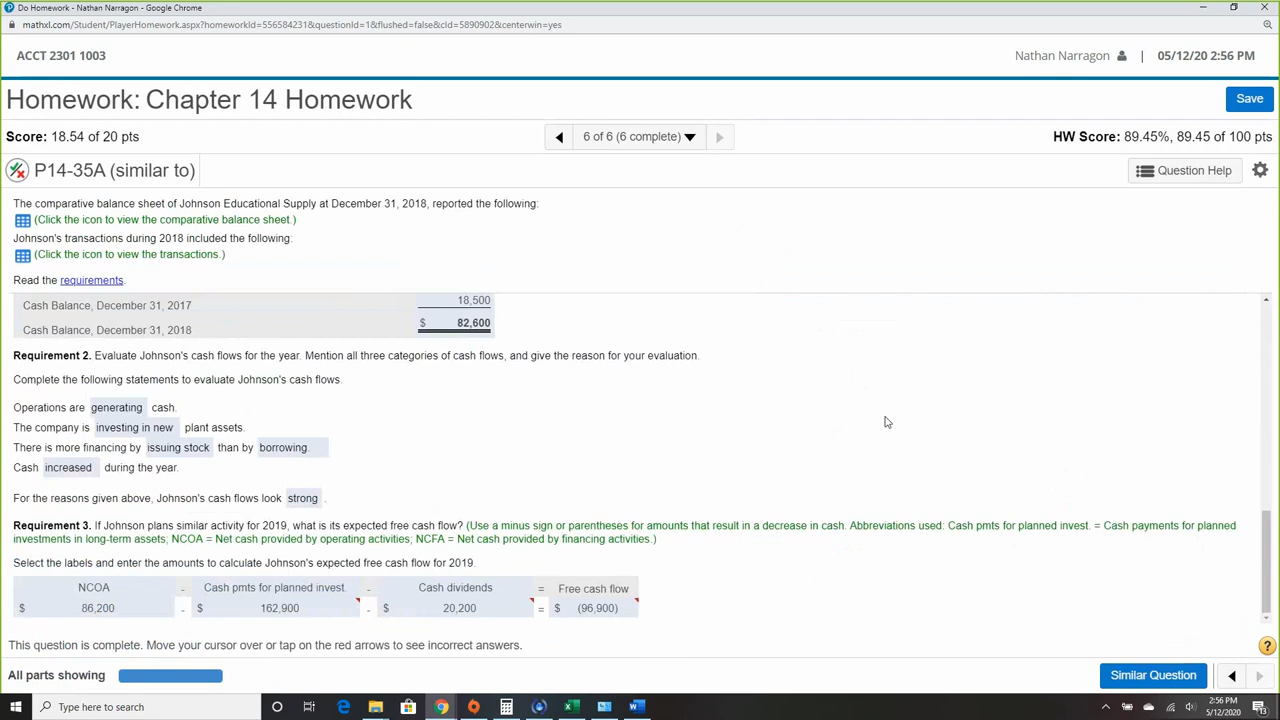 Do Homework - Nathan Narragon - Google Chrome
mathxl.com/Student/PlayerHomework.aspx?homeworkId=556584231&questionId=1&flushed=false&cId=5890902&centerwin=yes
ACCT 2301 1003
Nathan Narragon | 05/12/20 2:56 PM
Homework: Chapter 14 Homework
Save
Score: 18.54 of 20 pts
6 of 6 (6 complete)
HW Score: 89.45%, 89.45 of 100 pts
P14-35A (similar to)
Question Help
The comparative balance sheet of Johnson Educational Supply at December 31, 2018, reported the following:
(Click the icon to view the comparative balance sheet.)
Johnson's transactions during 2018 included the following:
(Click the icon to view the transactions.)
Read the requirements.
Cash Balance, December 31, 2017 18,500
Cash Balance, December 31, 2018 $ 82,600
Requirement 2. Evaluate Johnson's cash flows for the year. Mention all three categories of cash flows, and give the reason for your evaluation.
Complete the following statements to evaluate Johnson's cash flows.
Operations are generating cash.
The company is investing in new plant assets.
There is more financing by issuing stock than by borrowing.
Cash increased during the year.
For the reasons given above, Johnson's cash flows look strong .
Requirement 3. If Johnson plans similar activity for 2019, what is its expected free cash flow? (Use a minus sign or parentheses for amounts that result in a decrease in cash. Abbreviations used: Cash pmts for planned invest. = Cash payments for planned
investments in long-term assets; NCOA = Net cash provided by operating activities; NCFA = Net cash provided by financing activities.)
Select the labels and enter the amounts to calculate Johnson's expected free cash flow for 2019.
NCOA - Cash pmts for planned invest. - Cash dividends = Free cash flow
$ 86,200 - $ 162,900 - $ 20,200 = $ (96,900)
This question is complete. Move your cursor over or tap on the red arrows to see incorrect answers.
?
All parts showing
Similar Question
Type here to search
2:56 PM
5/12/2020
13